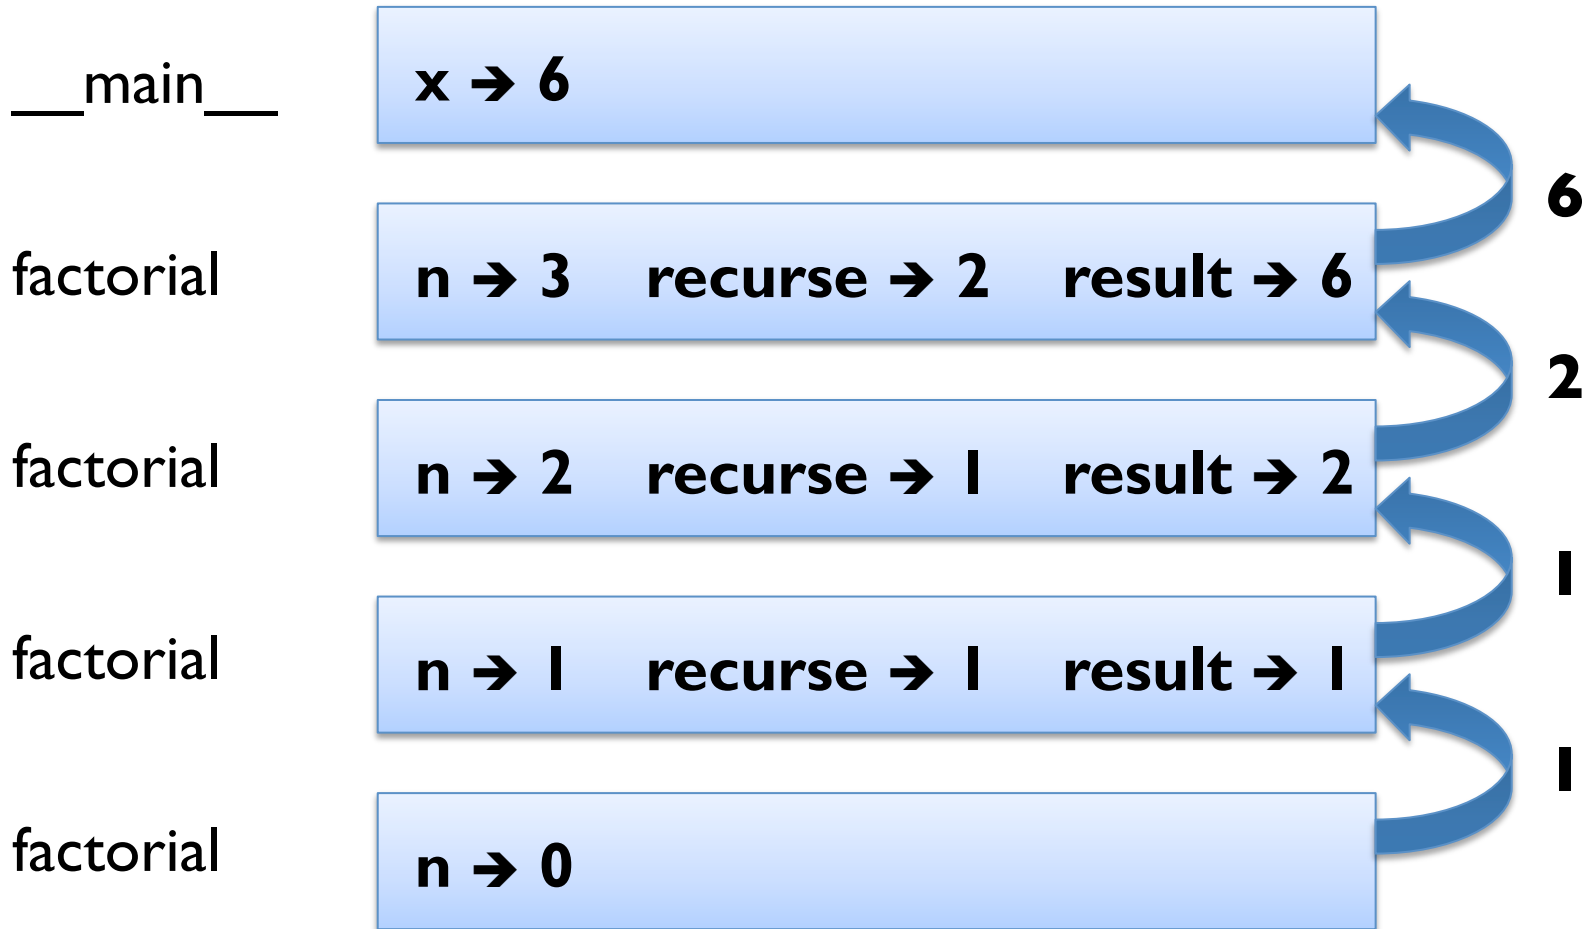 __main__ x ➔ 6
6
factorial n ➔ 3 recurse ➔ 2 result ➔ 6
2
factorial n ➔ 2 recurse ➔ 1 result ➔ 2
1
factorial n ➔ 1 recurse ➔ 1 result ➔ 1
1
factorial n ➔ 0